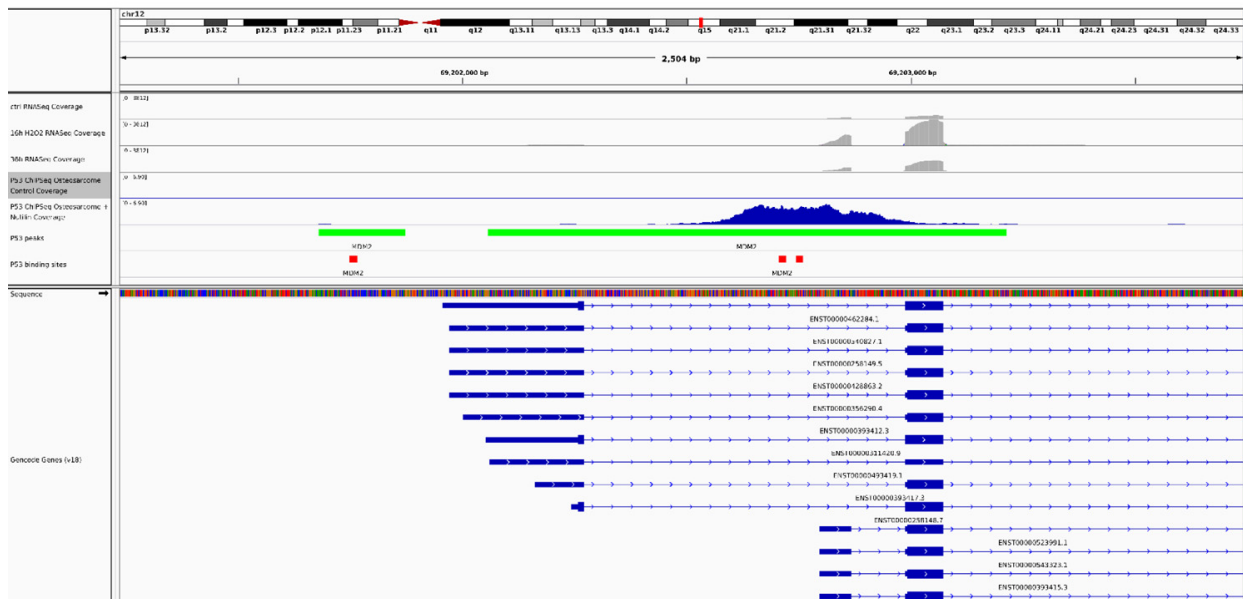 chr12
p13.32 p13.2 p12.3 p12.2 p12.1 p11.23 p11.21 q11 q12 q13.11 q13.13 q13.3 q14.1 q14.2 q15 q21.1 q21.2 q21.31 q21.32 q22 q23.1 q23.2 q23.3 q24.11 q24.21 q24.23 q24.31 q24.32 q24.33
2,504 bp
69,202,000 bp 69,203,000 bp
ctrl RNASeq Coverage
16h H2O2 RNASeq Coverage
36h RNASeq Coverage
P53 ChIPSeq Osteosarcome
Control Coverage
P53 ChIPSeq Osteosarcome +
Nutilin Coverage
P53 peaks
MDM2 MDM2
P53 binding sites
MDM2 MDM2
Sequence
ENST00000462284.1
ENST00000540827.1
ENST00000258149.5
ENST00000428863.2
ENST00000356290.4
ENST00000393412.3
Gencode Genes (v18)
ENST00000311420.9
ENST00000493419.1
ENST00000393417.3
ENST00000258148.7
ENST00000523991.1
ENST00000543323.1
ENST00000393415.3